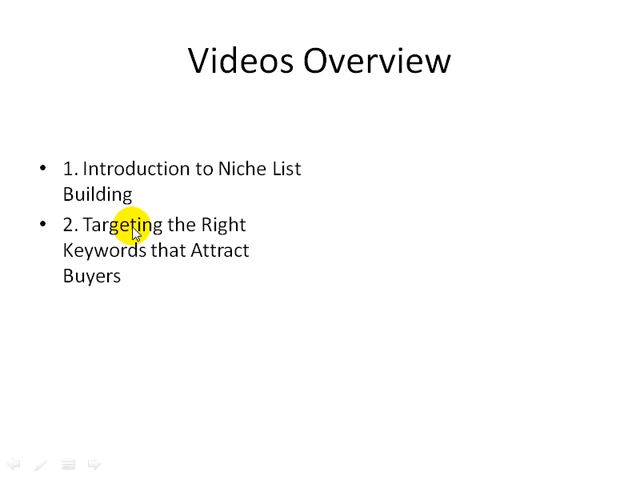 Videos Overview
• 1. Introduction to Niche List
Building
• 2. Targeting the Right
Keywords that Attract
Buyers